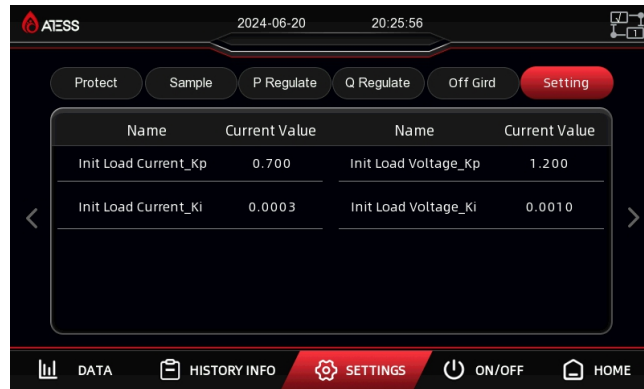 ATESS 2024-06-20 20:25:56
1
Protect Sample P Regulate Q Regulate Off Gird Setting
Name Current Value Name Current Value
Init Load Current_Kp 0.700 Init Load Voltage_Kp 1.200
Init Load Current_Ki 0.0003 Init Load Voltage_Ki 0.0010
DATA HISTORY INFO SETTINGS ON/OFF HOME